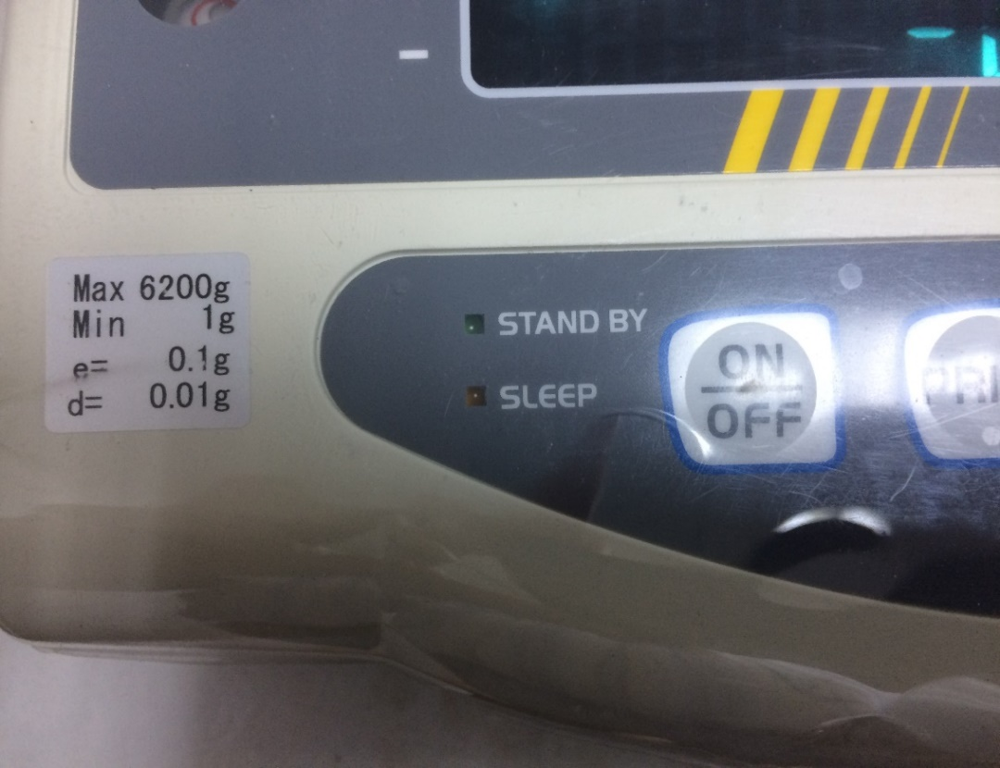 Max 6200g
Min 1g
e= 0.1g
d= 0.01g
STAND BY
SLEEP
ON
OFF